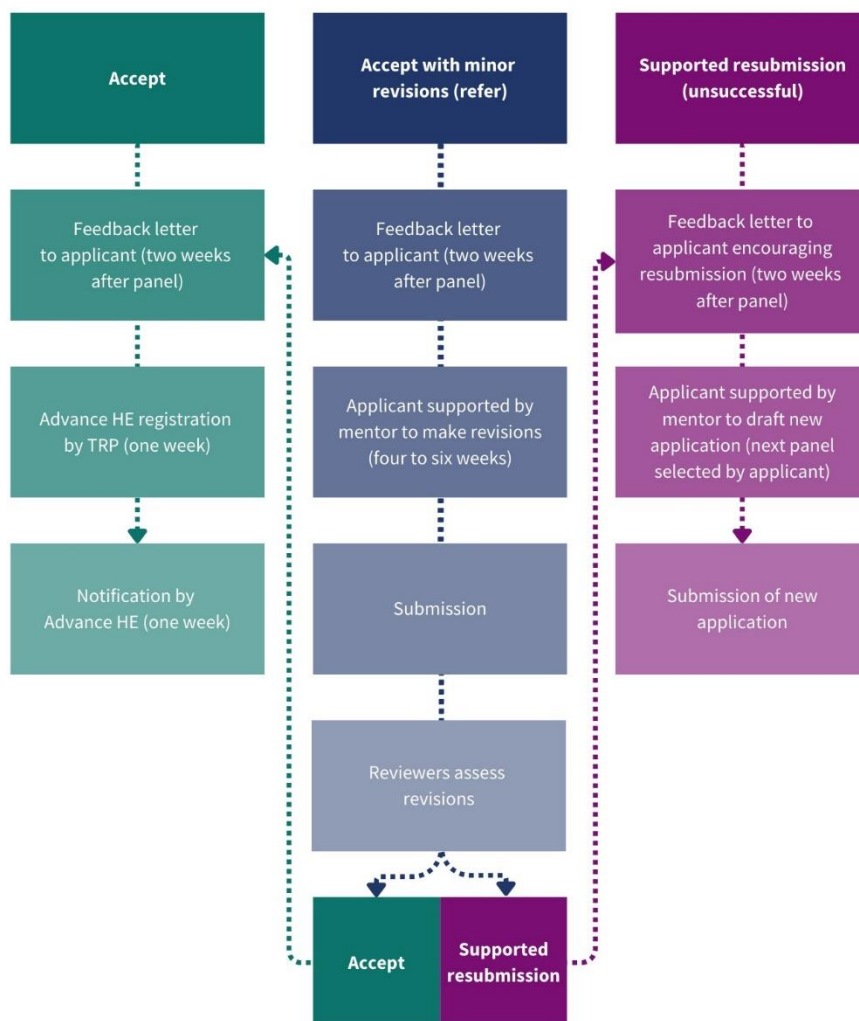 Accept
Feedback letter
to applicant (two weeks
after panel)
Advance HE registration
by TRP (one week)
Notification by
Advance HE (one week)
Accept with minor
revisions (refer)
Feedback letter
to applicant (two weeks
after panel)
Applicant supported by
mentor to make revisions
(four to six weeks)
Submission
Reviewers assess
revisions
Accept
Supported
resubmission
Supported resubmission
(unsuccessful)
Feedback letter to
applicant encouraging
resubmission (two weeks
after panel)
Applicant supported by
mentor to draft new
application (next panel
selected by applicant)
Submission of new
application